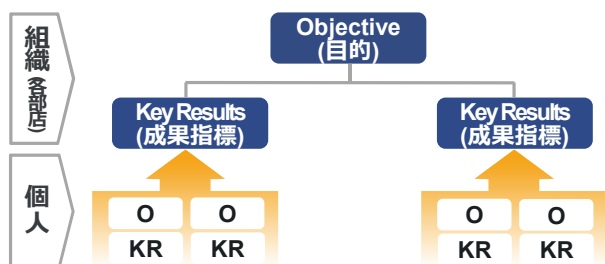 組織
(各部店)
Objective
(目的)
Key Results
(成果指標)
Key Results
(成果指標)
個人
O O
KR KR
O O
KR KR